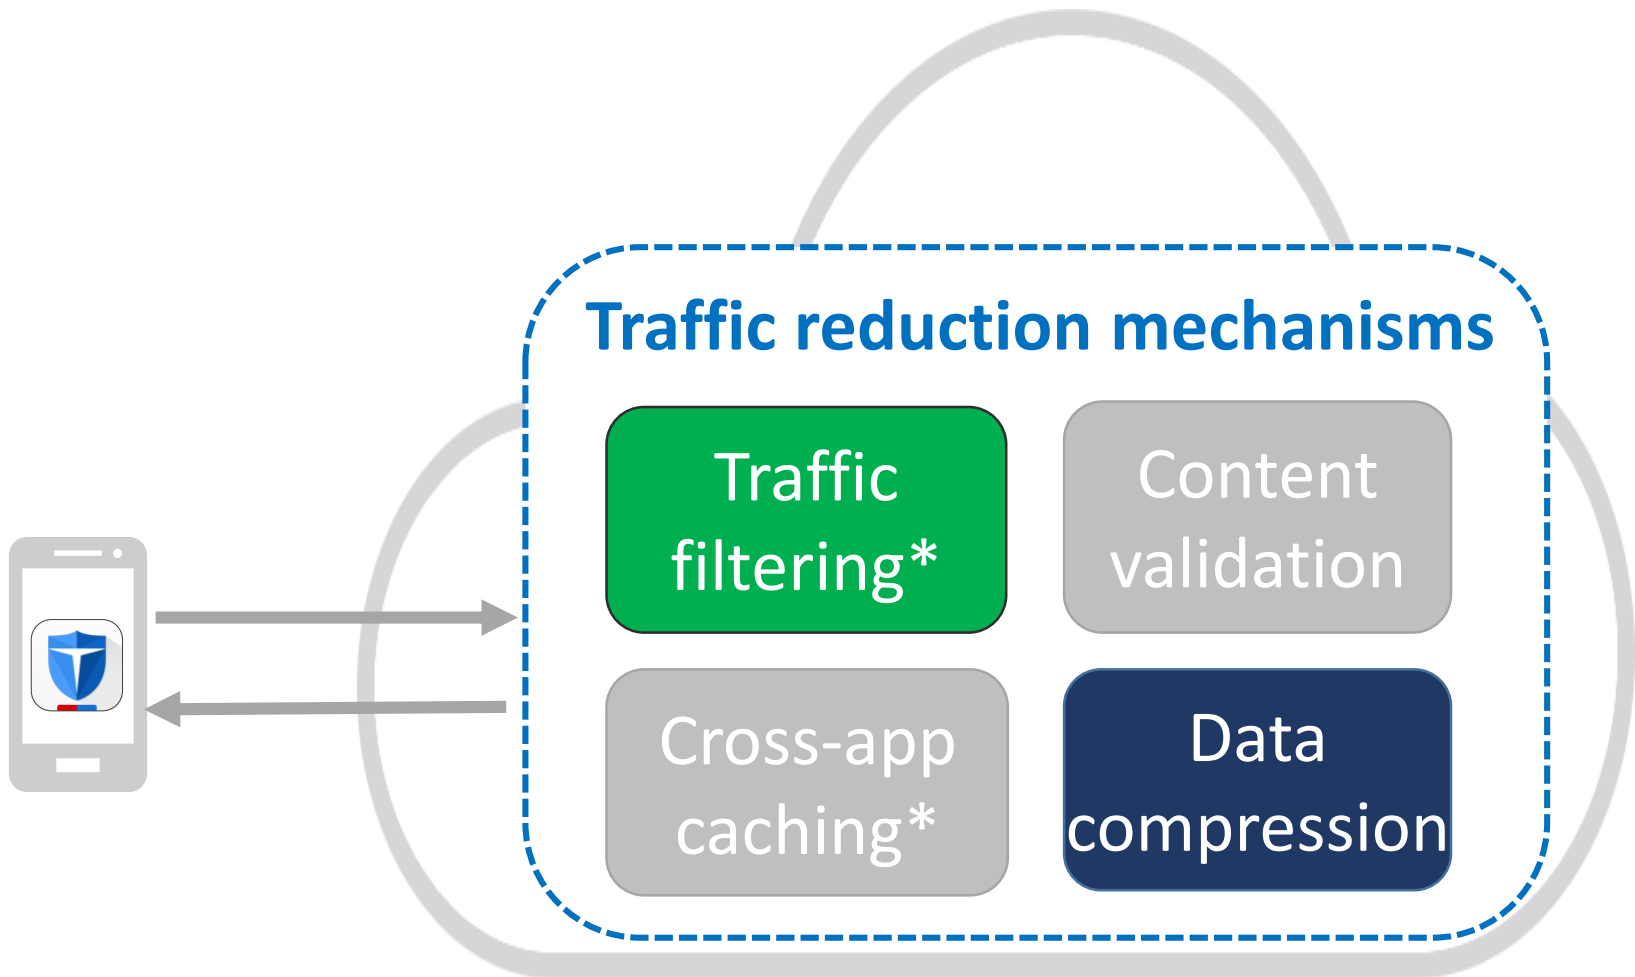 Traffic reduction mechanisms
Traffic
filtering*
Content
validation
Cross-app
caching*
Data
compression